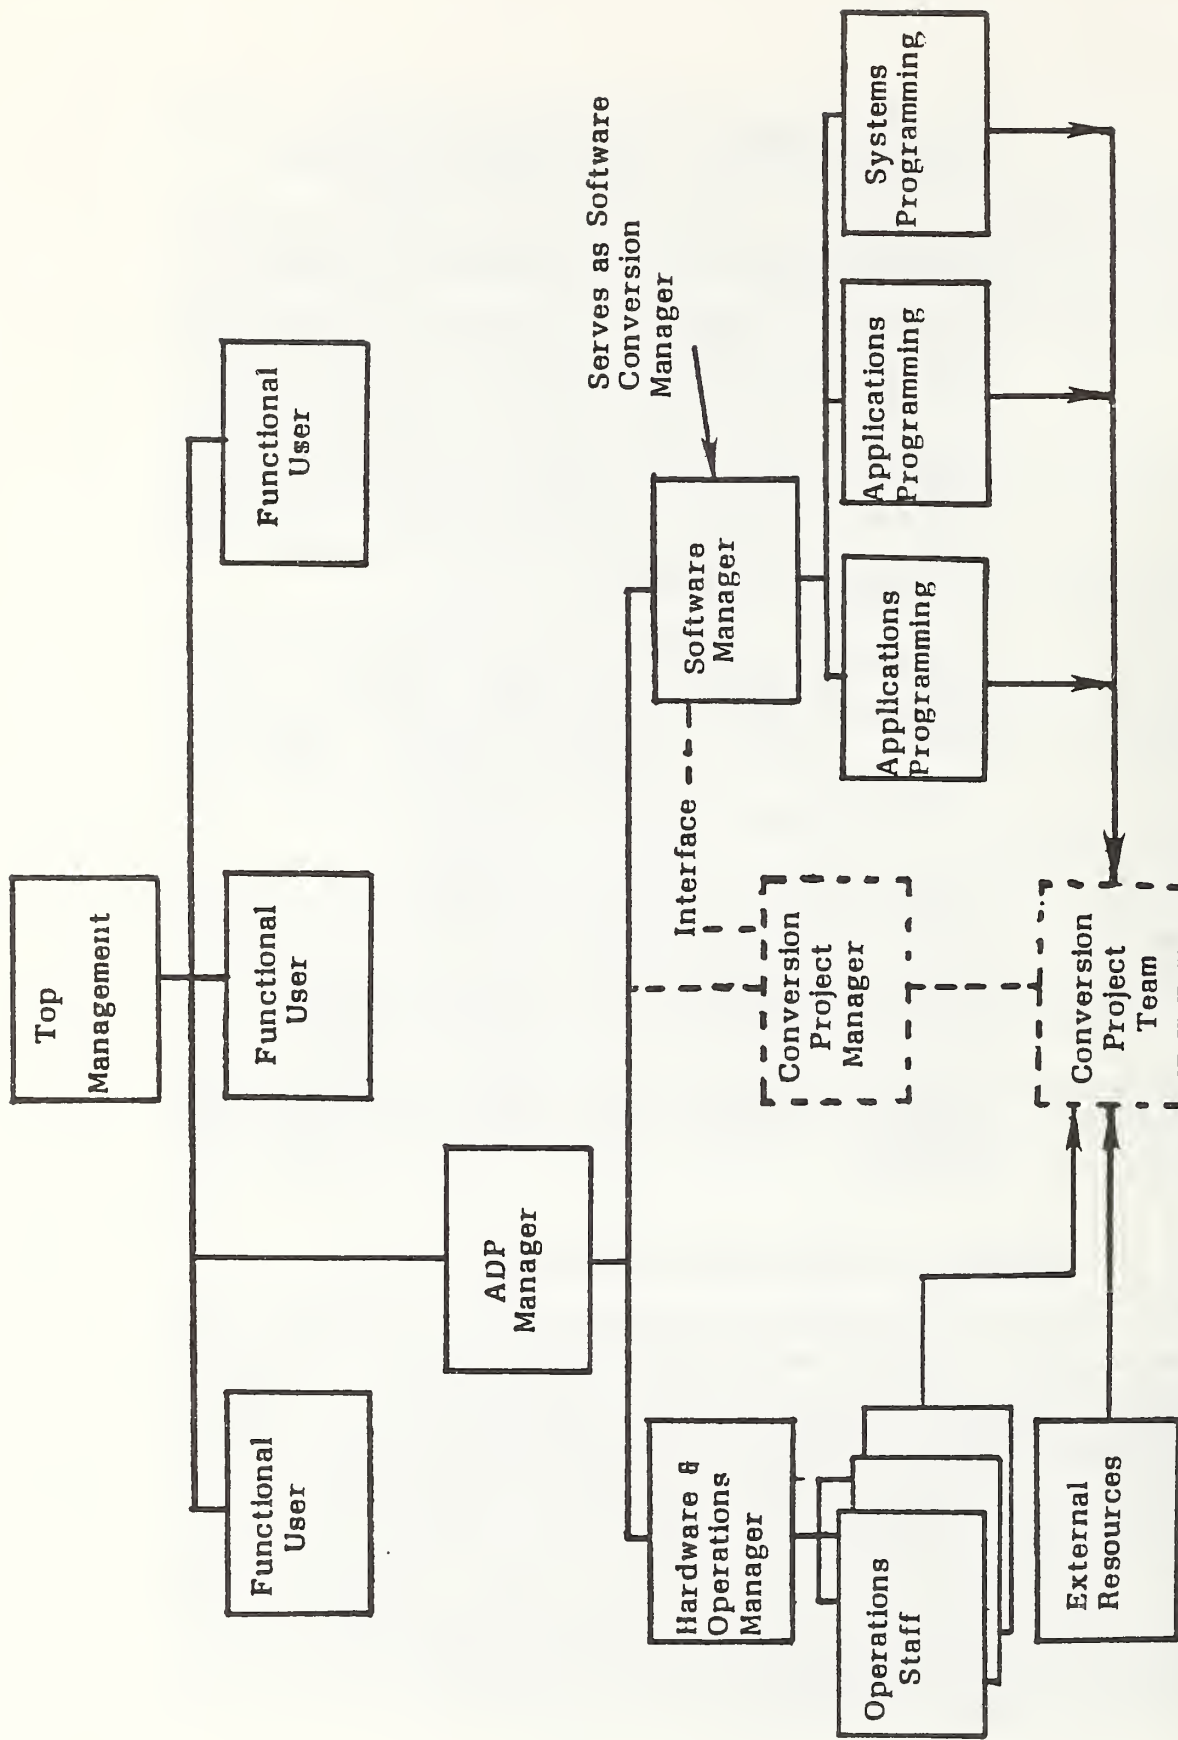 Top
Management
Functional
User
Functional
User
Functional
User
ADP
Manager
Serves as Software
Conversion
Manager
Hardware &
Operations
Manager
Interface
Software
Manager
Conversion
Project
Manager
Operations
Staff
Applications
Programming
Applications
Programming
Systems
Programming
External
Resources
Conversion
Project
Team